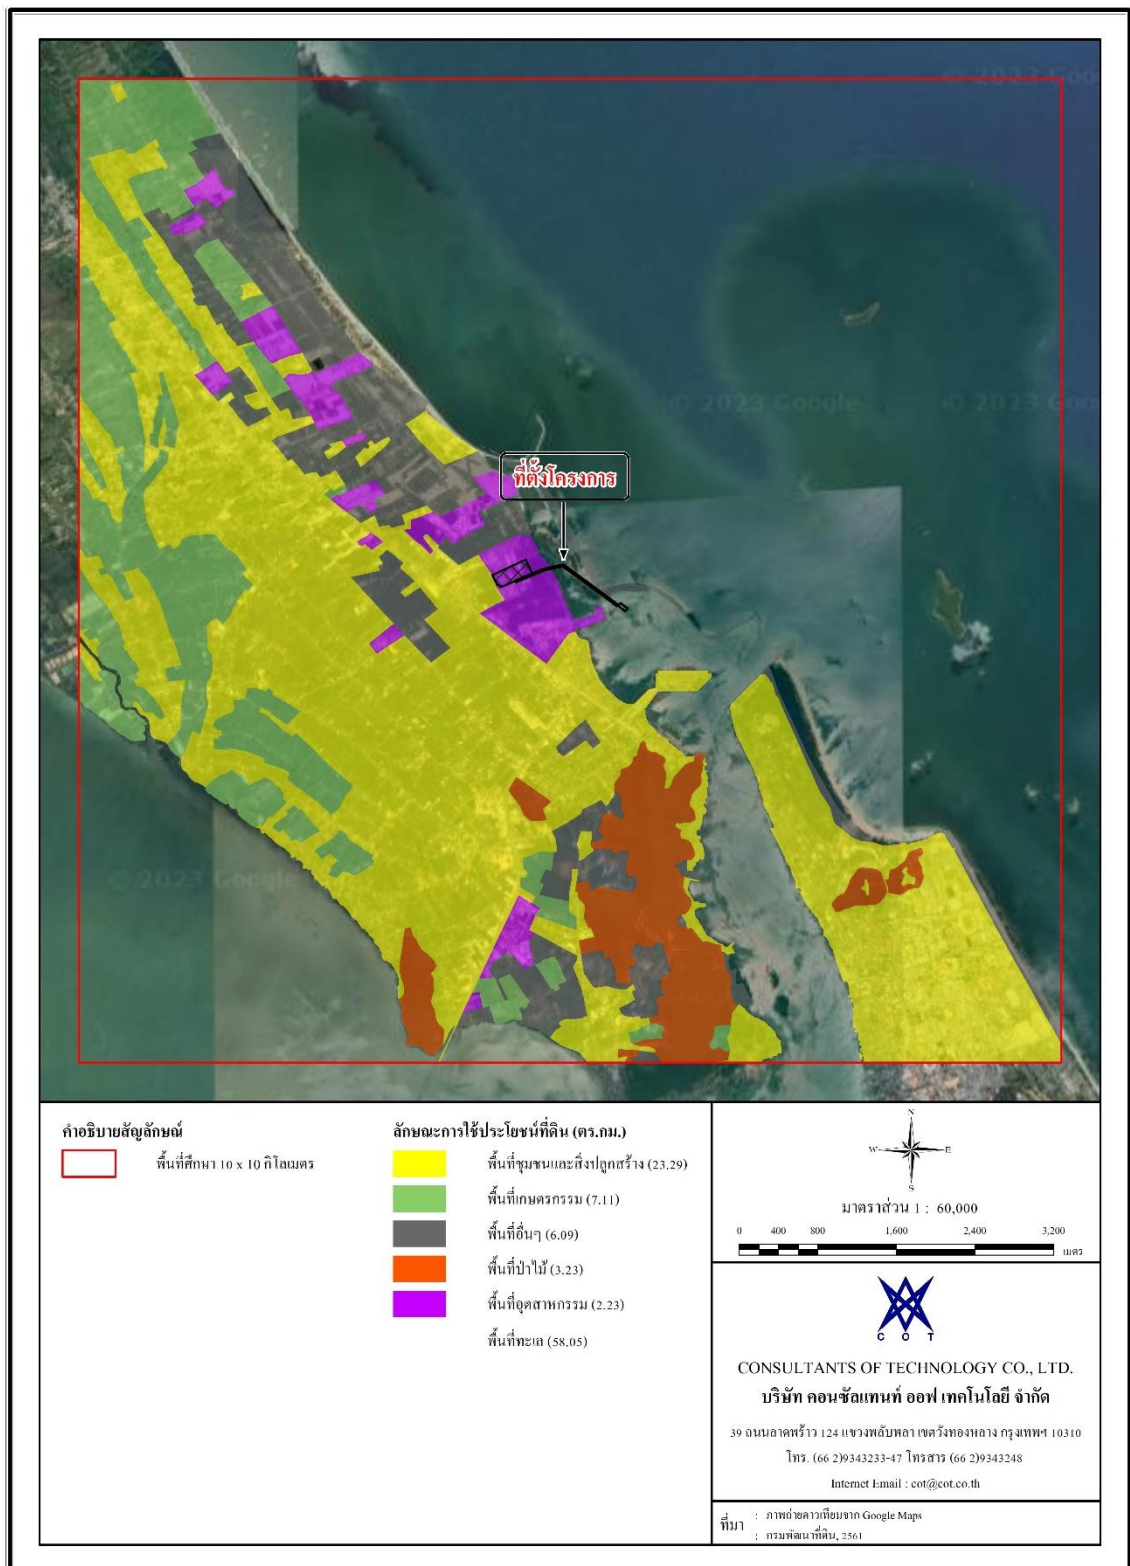 © 2023 Goo
© 2023 Google
© 2023 Goo
ที่ตั้งโครงการ
© 2023 Google
คำอธิบายสัญลักษณ์
พื้นที่ศึกษา 10 x 10 กิโลเมตร
ลักษณะการใช้ประโยชน์ที่ดิน (ตร.กม.)
พื้นที่ชุมชนและสิ่งปลูกสร้าง (23.29)
พื้นที่เกษตรกรรม (7.11)
พื้นที่อื่นๆ (6.09)
พื้นที่ป่าไม้ (3.23)
พื้นที่อุตสาหกรรม (2.23)
พื้นที่ทะเล (58.05)
N
W E
S
มาตราส่วน 1 : 60,000
0 400 800 1,600 2,400 3,200
เมตร
C O T
CONSULTANTS OF TECHNOLOGY CO., LTD.
บริษัท คอนซัลแทนท์ ออฟ เทคโนโลยี จำกัด
39 ถนนลาดพร้าว 124 แขวงพลับพลา เขตวังทองหลาง กรุงเทพฯ 10310
โทร. (66 2)9343233-47 โทรสาร (66 2)9343248
Internet Email : cot@cot.co.th
ที่มา : ภาพถ่ายดาวเทียมจาก Google Maps
: กรมพัฒนาที่ดิน, 2561